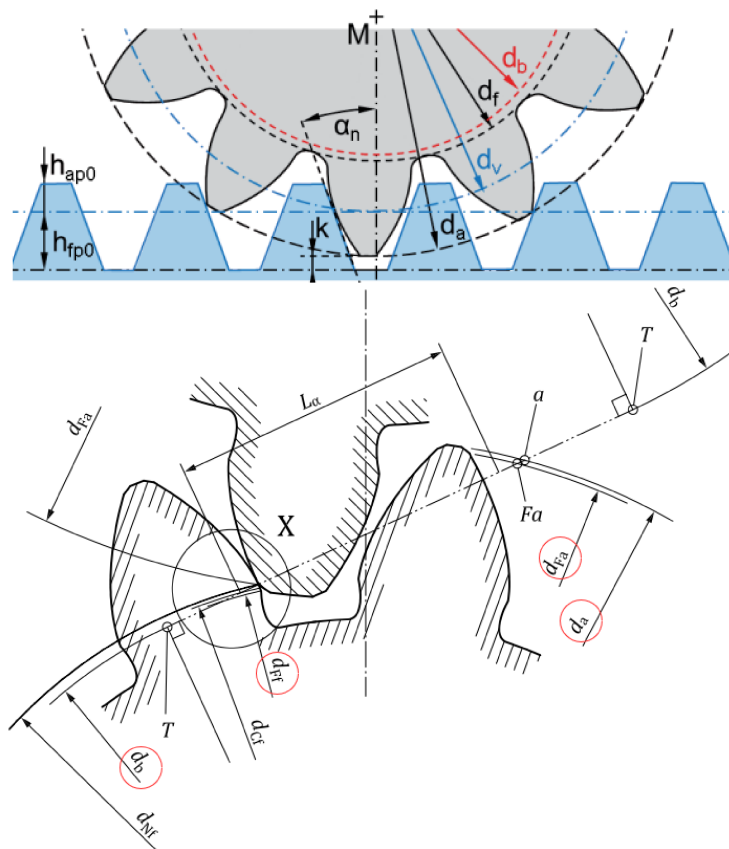 M
d_b
d_f
α_n
d_v
h_ap0
k
d_a
h_fp0
d_b
T
L_α
a
d_Fa
Fa
X
d_Fa
d_a
d_Ff
T
d_Cf
d_b
d_Nf